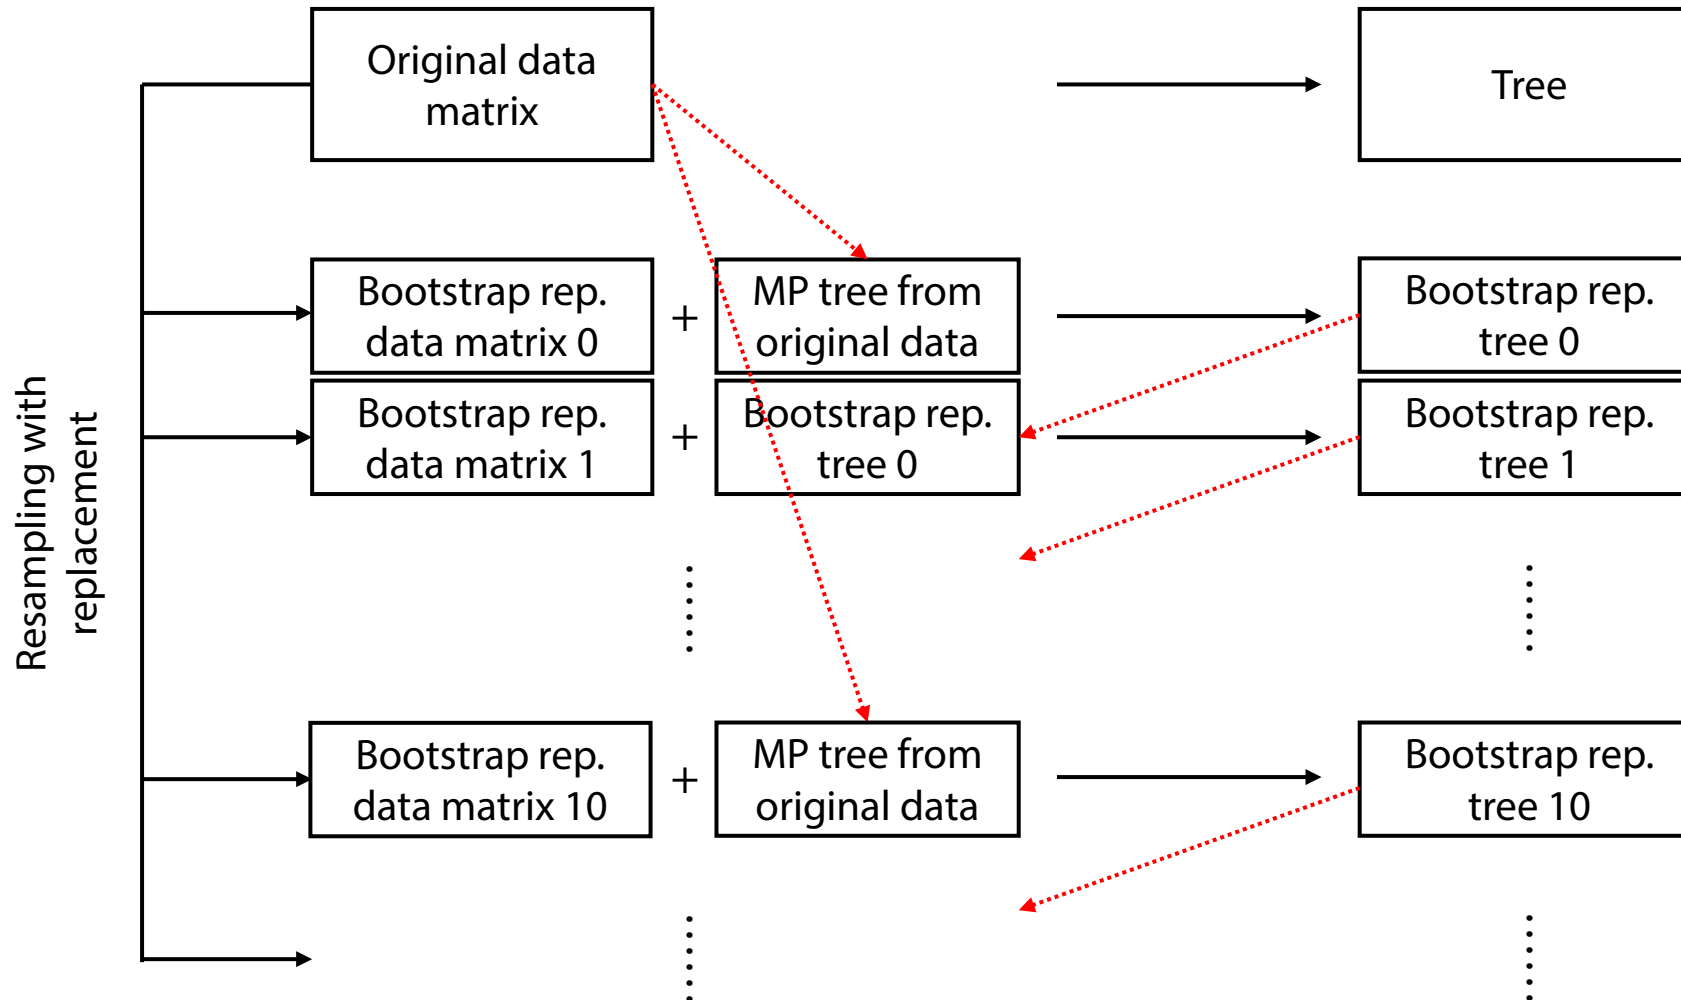 Original data
matrix
Tree
Resampling with
replacement
Bootstrap rep.
data matrix 0
+
MP tree from
original data
Bootstrap rep.
tree 0
Bootstrap rep.
data matrix 1
+
Bootstrap rep.
tree 0
Bootstrap rep.
tree 1
Bootstrap rep.
data matrix 10
+
MP tree from
original data
Bootstrap rep.
tree 10